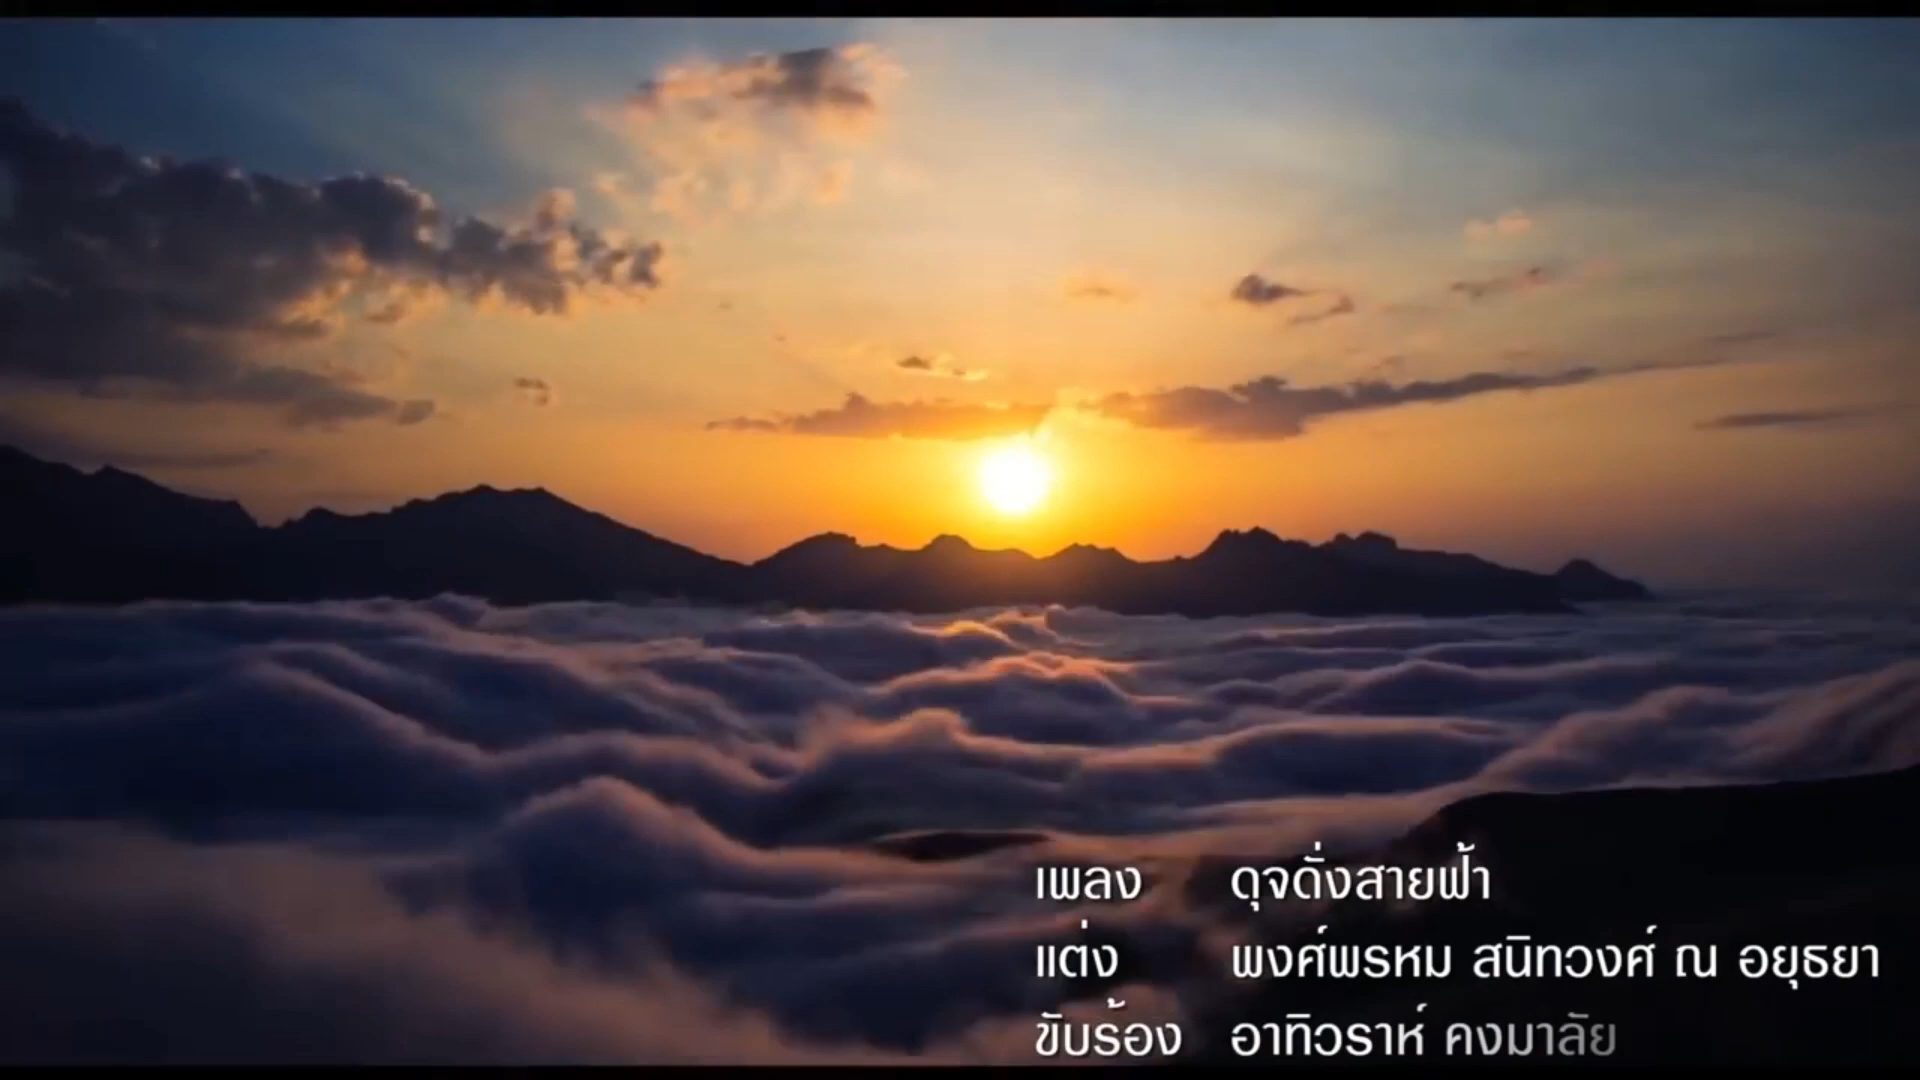 เพลง ดุจดั่งสายฟ้า
แต่ง พงศ์พรหม สนิทวงศ์ ณ อยุธยา
ขับร้อง อาทิวราห์ คงมาลัย